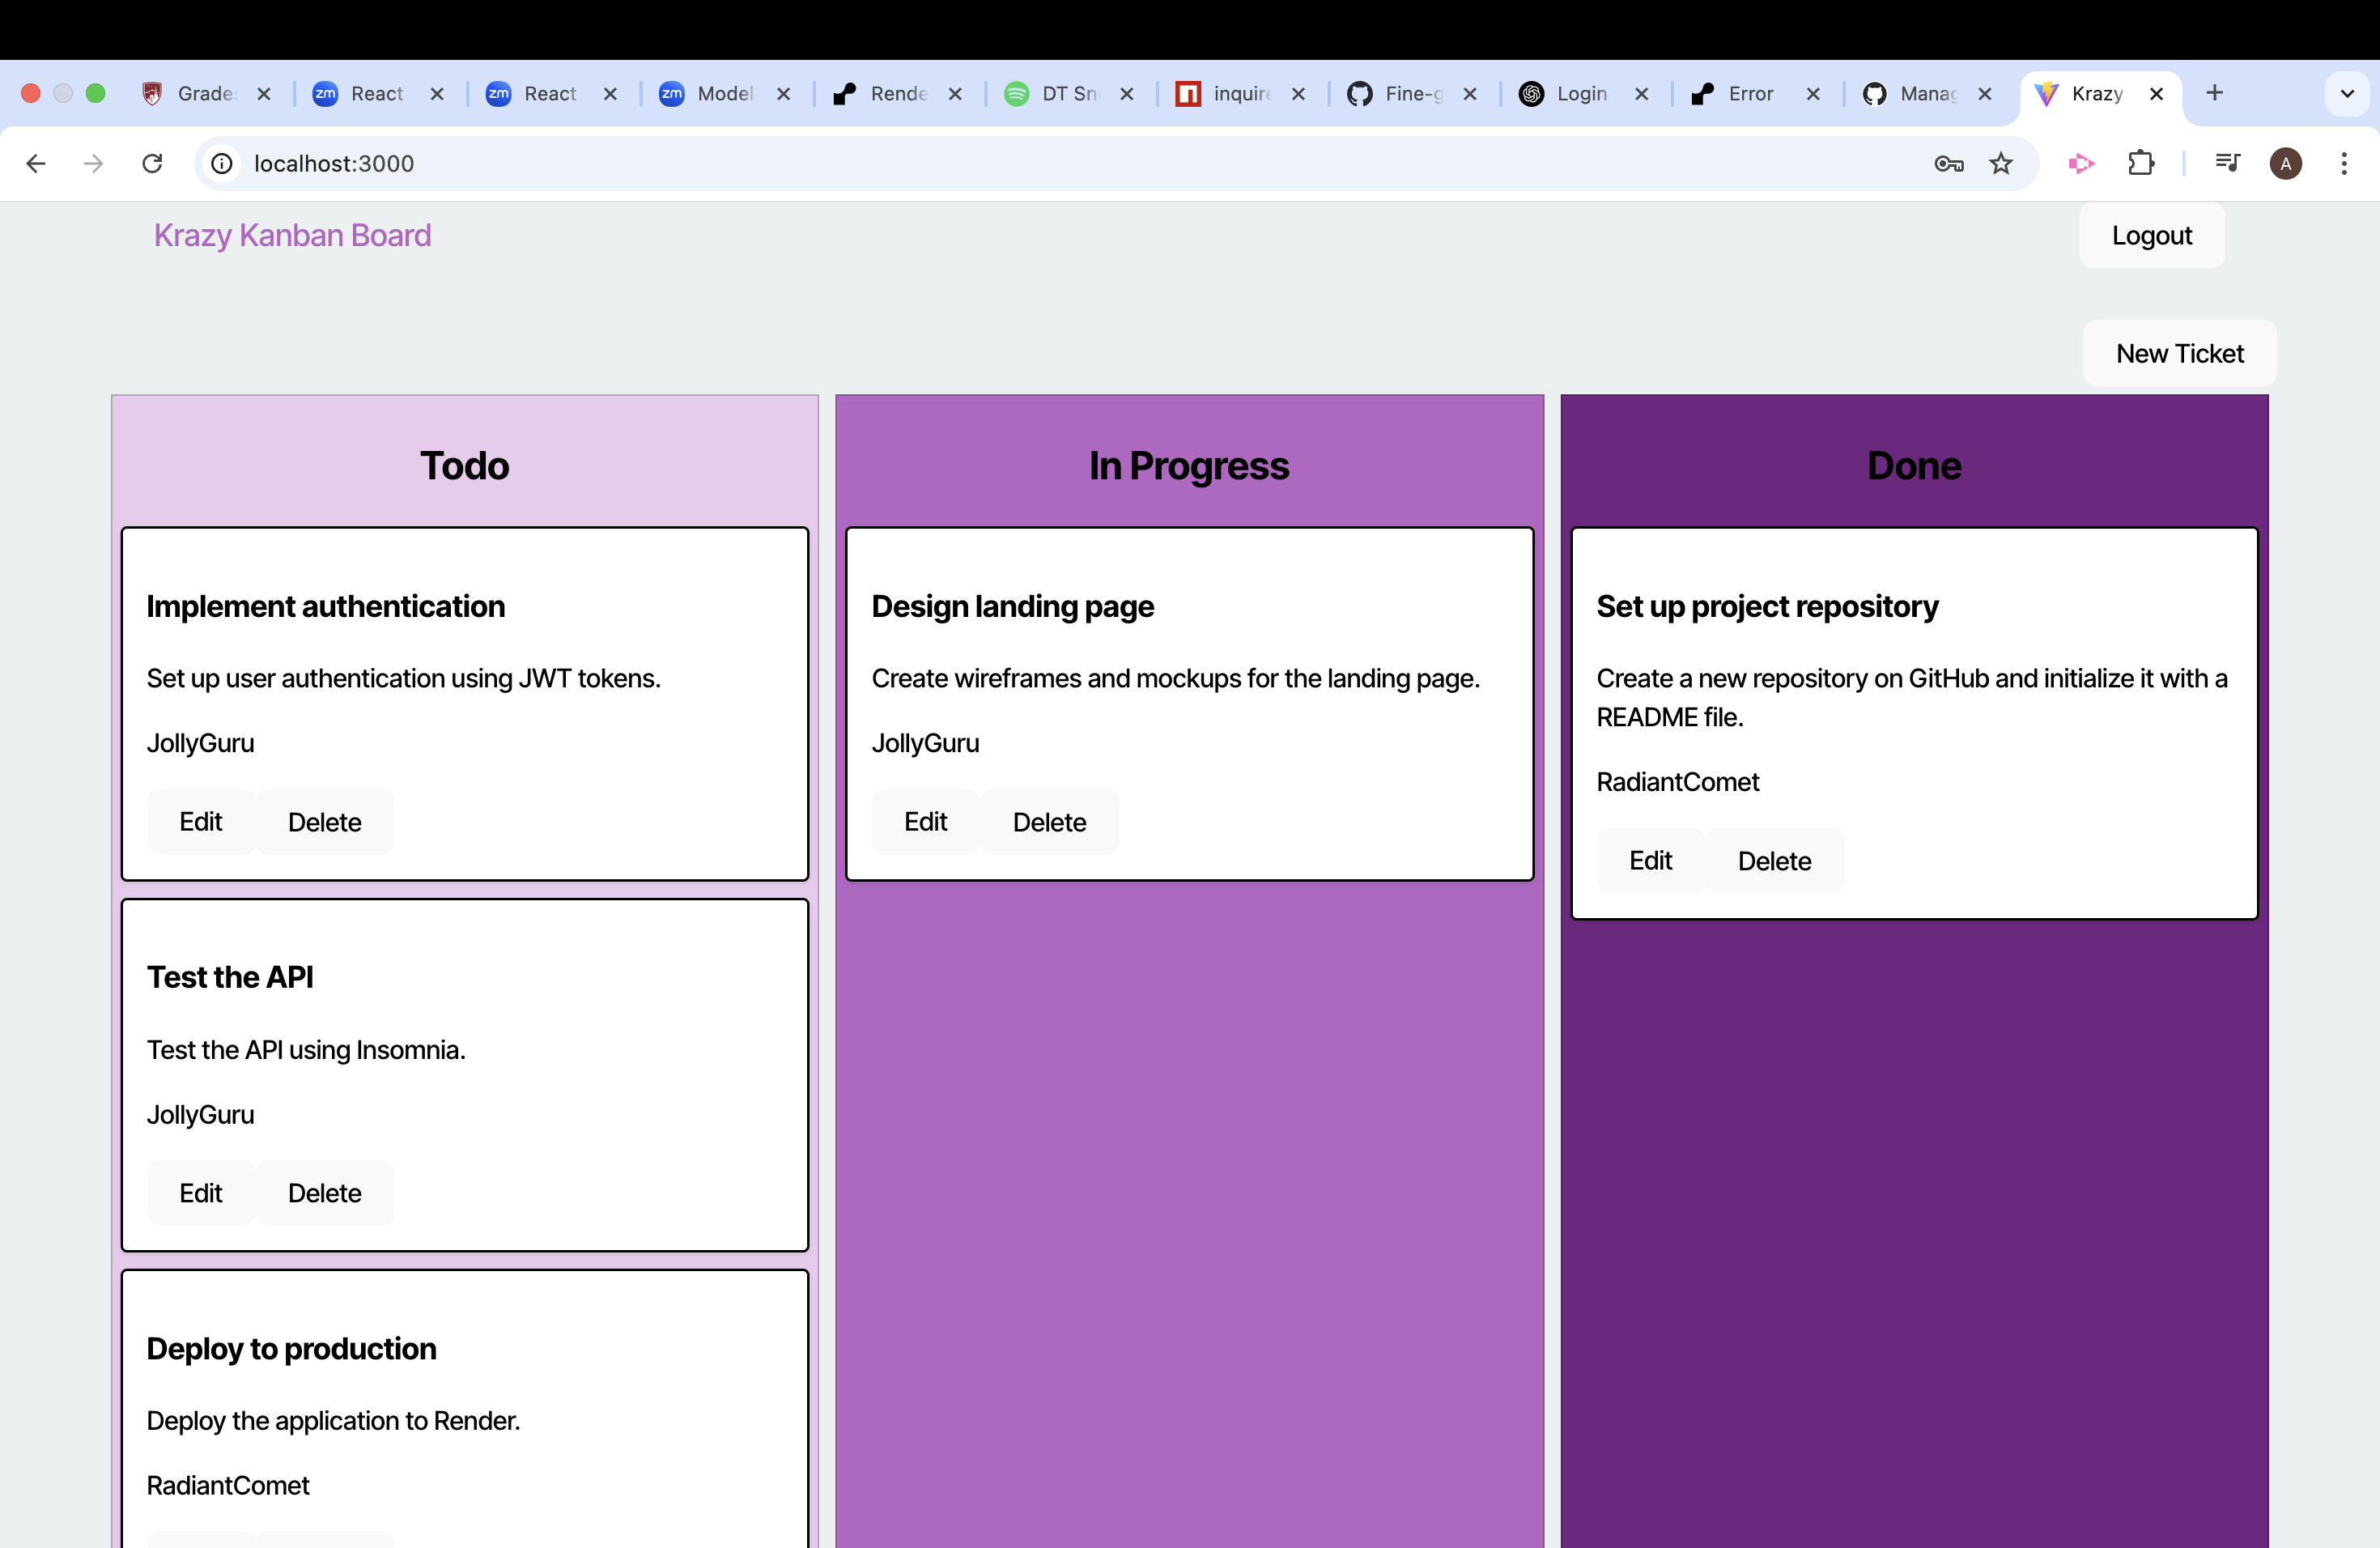 Grade
React
React
Model
Rende
DT Sn
inquire
Fine-g
Login
Error
Manag
Krazy
localhost:3000
A
Krazy Kanban Board
Logout
New Ticket
Todo
Implement authentication
Set up user authentication using JWT tokens.
JollyGuru
Edit
Delete
Test the API
Test the API using Insomnia.
JollyGuru
Edit
Delete
Deploy to production
Deploy the application to Render.
RadiantComet
In Progress
Design landing page
Create wireframes and mockups for the landing page.
JollyGuru
Edit
Delete
Done
Set up project repository
Create a new repository on GitHub and initialize it with a
README file.
RadiantComet
Edit
Delete